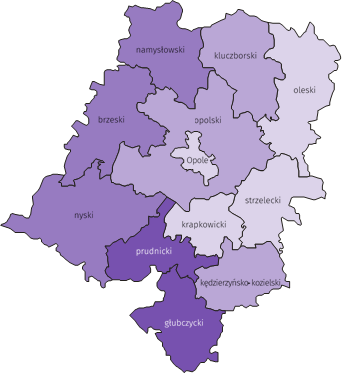 namysłowski
kluczborski
oleski
brzeski
opolski
Opole
strzelecki
nyski
krapkowicki
prudnicki
kędzierzyńsko-kozielski
głubczycki